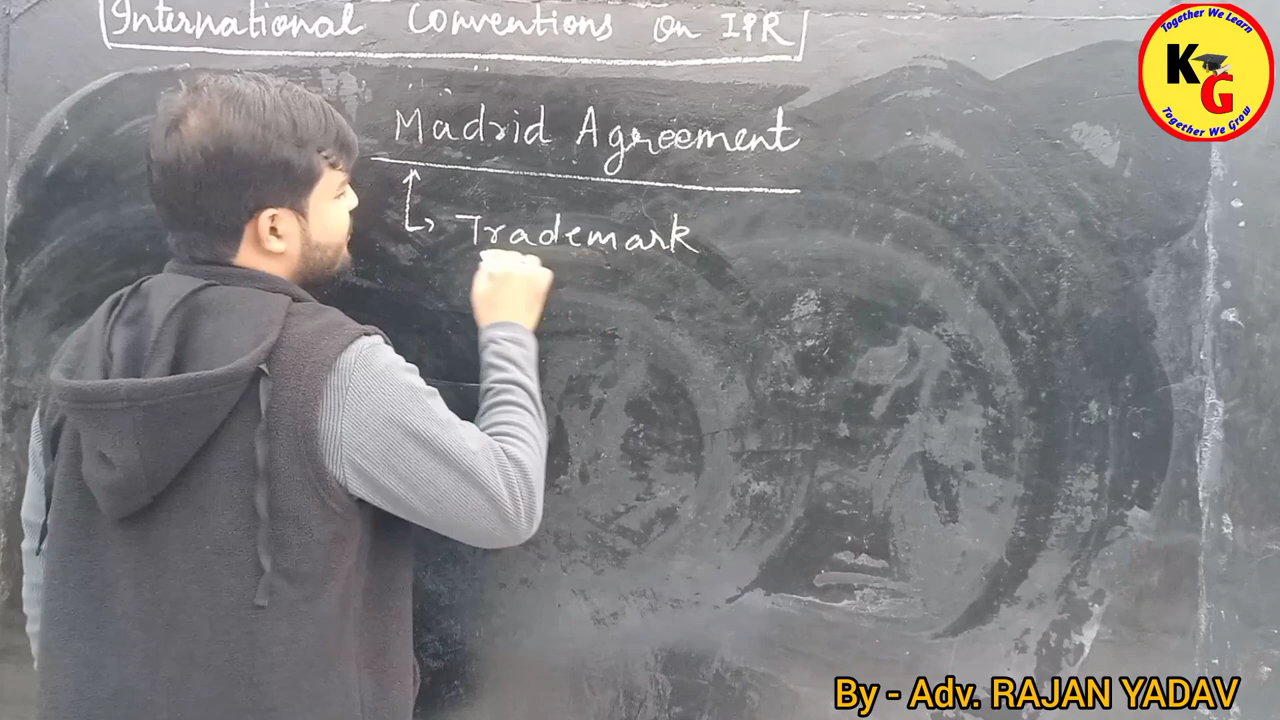 International Conventions on IPR
Together We Learn
KG
Together We Grow
Madrid Agreement
Trademark
By - Adv. RAJAN YADAV